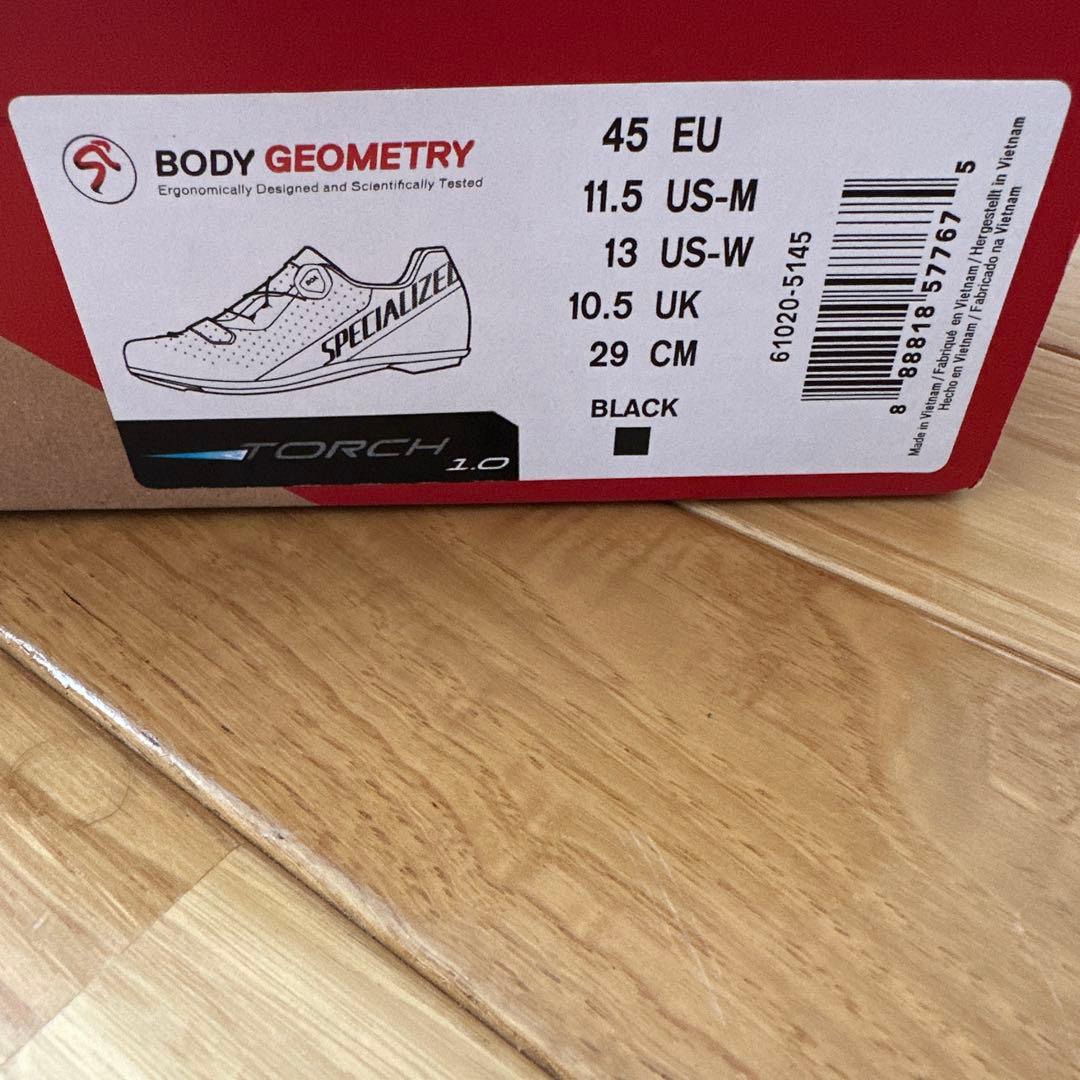 BODY GEOMETRY
Ergonomically Designed and Scientifically Tested
SPECIALIZED
TORCH
1.0
45 EU
11.5 US-M
13 US-W
10.5 UK
29 CM
BLACK
61020-5145
8 88818 57767 5
Made in Vietnam / Fabriqué en Vietnam / Hergestellt in Vietnam
Hecho en Vietnam / Fabricado na Vietnam